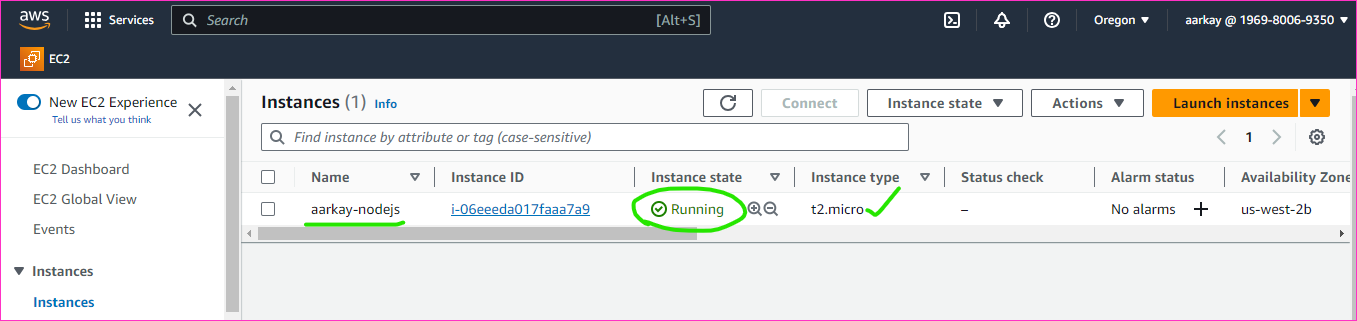 aws Services Search [Alt+S] Oregon aarkay @ 1969-8006-9350
EC2
New EC2 Experience
Tell us what you think
EC2 Dashboard
EC2 Global View
Events
Instances
Instances
Instances (1) Info Connect Instance state Actions Launch instances
Find instance by attribute or tag (case-sensitive) 1
Name Instance ID Instance state Instance type Status check Alarm status Availability Zone
aarkay-nodejs i-06eeeda017faaa7a9 Running t2.micro – No alarms + us-west-2b